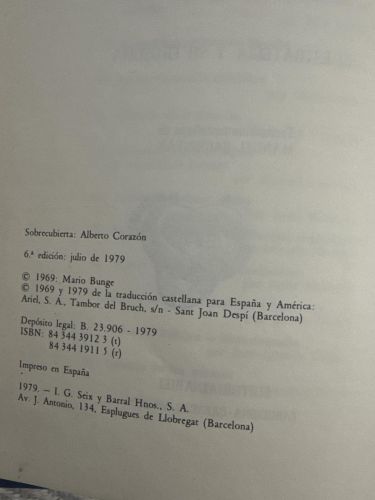 Sobrecubierta: Alberto Corazón
6.ª edición: julio de 1979
© 1969: Mario Bunge
© 1969 y 1979 de la traducción castellana para España y América:
Ariel, S. A., Tambor del Bruch, s/n - Sant Joan Despí (Barcelona)
Depósito legal: B. 23.906 - 1979
ISBN: 84 344 3912 3 (t)
84 344 1911 5 (r)
Impreso en España
1979. — I. G. Seix y Barral Hnos., S. A.
Av. J. Antonio, 134, Esplugues de Llobregat (Barcelona)